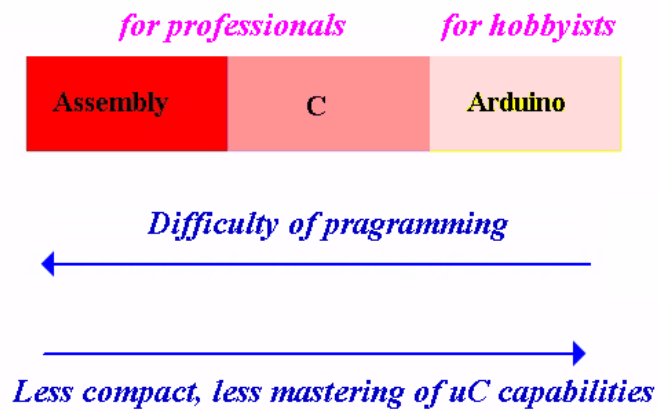 for professionals for hobbyists
Assembly C Arduino
Difficulty of pragramming
Less compact, less mastering of uC capabilities